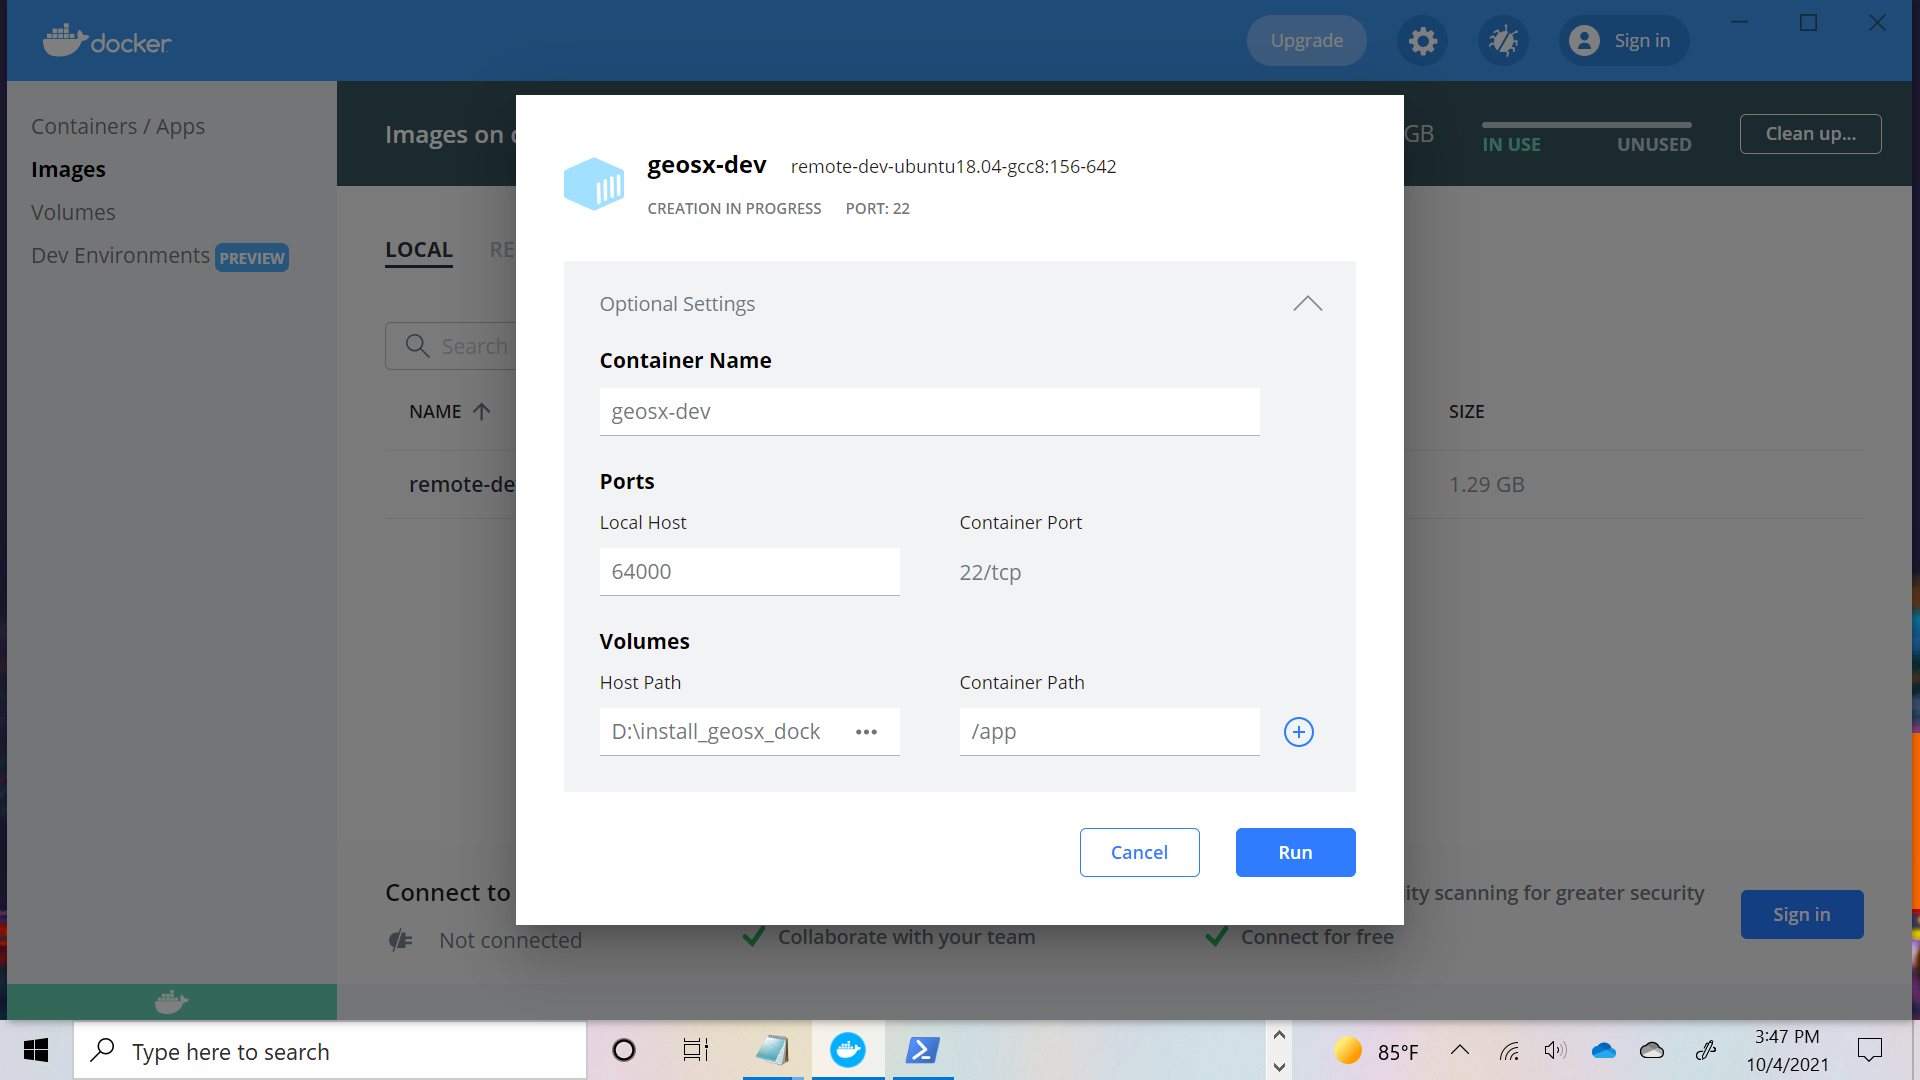 docker
Upgrade
Sign in
Containers / Apps
Images
Volumes
Dev Environments PREVIEW
Images on
GB
IN USE
UNUSED
Clean up...
LOCAL
RE
Search
NAME
SIZE
remote-de
1.29 GB
geosx-dev remote-dev-ubuntu18.04-gcc8:156-642
CREATION IN PROGRESS PORT: 22
Optional Settings
Container Name
geosx-dev
Ports
Local Host Container Port
64000 22/tcp
Volumes
Host Path Container Path
D:\install_geosx_dock ••• /app
Cancel Run
Connect to
ity scanning for greater security
Sign in
Not connected
Collaborate with your team
Connect for free
Type here to search
85°F
3:47 PM
10/4/2021